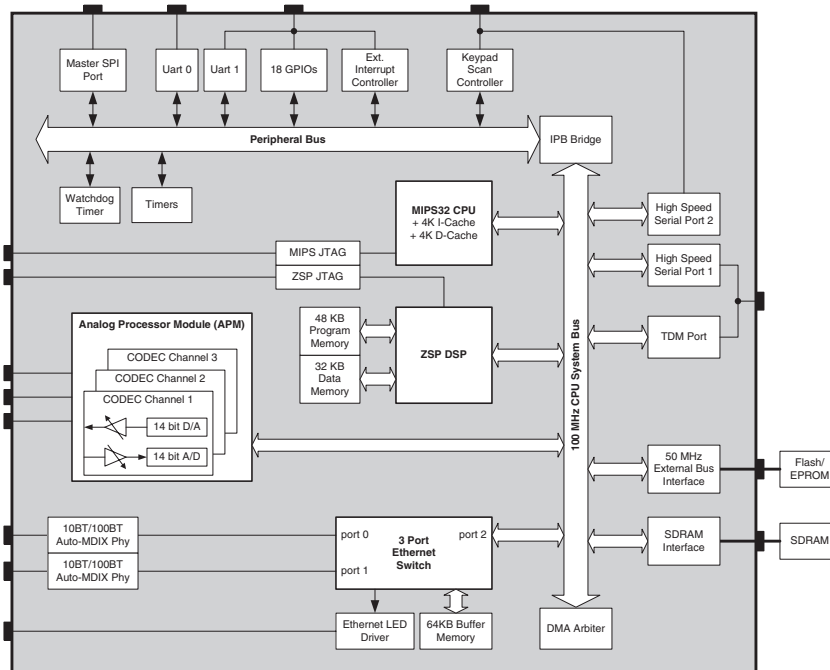 Master SPI
Port
Uart 0
Uart 1
18 GPIOs
Ext.
Interrupt
Controller
Keypad
Scan
Controller
Peripheral Bus
IPB Bridge
Watchdog
Timer
Timers
MIPS32 CPU
+ 4K I-Cache
+ 4K D-Cache
High Speed
Serial Port 2
MIPS JTAG
ZSP JTAG
High Speed
Serial Port 1
Analog Processor Module (APM)
CODEC Channel 3
CODEC Channel 2
CODEC Channel 1
14 bit D/A
14 bit A/D
48 KB
Program
Memory
32 KB
Data
Memory
ZSP DSP
100 MHz CPU System Bus
TDM Port
50 MHz
External Bus
Interface
Flash/
EPROM
10BT/100BT
Auto-MDIX Phy
10BT/100BT
Auto-MDIX Phy
port 0
3 Port
Ethernet
Switch
port 2
port 1
SDRAM
Interface
SDRAM
Ethernet LED
Driver
64KB Buffer
Memory
DMA Arbiter